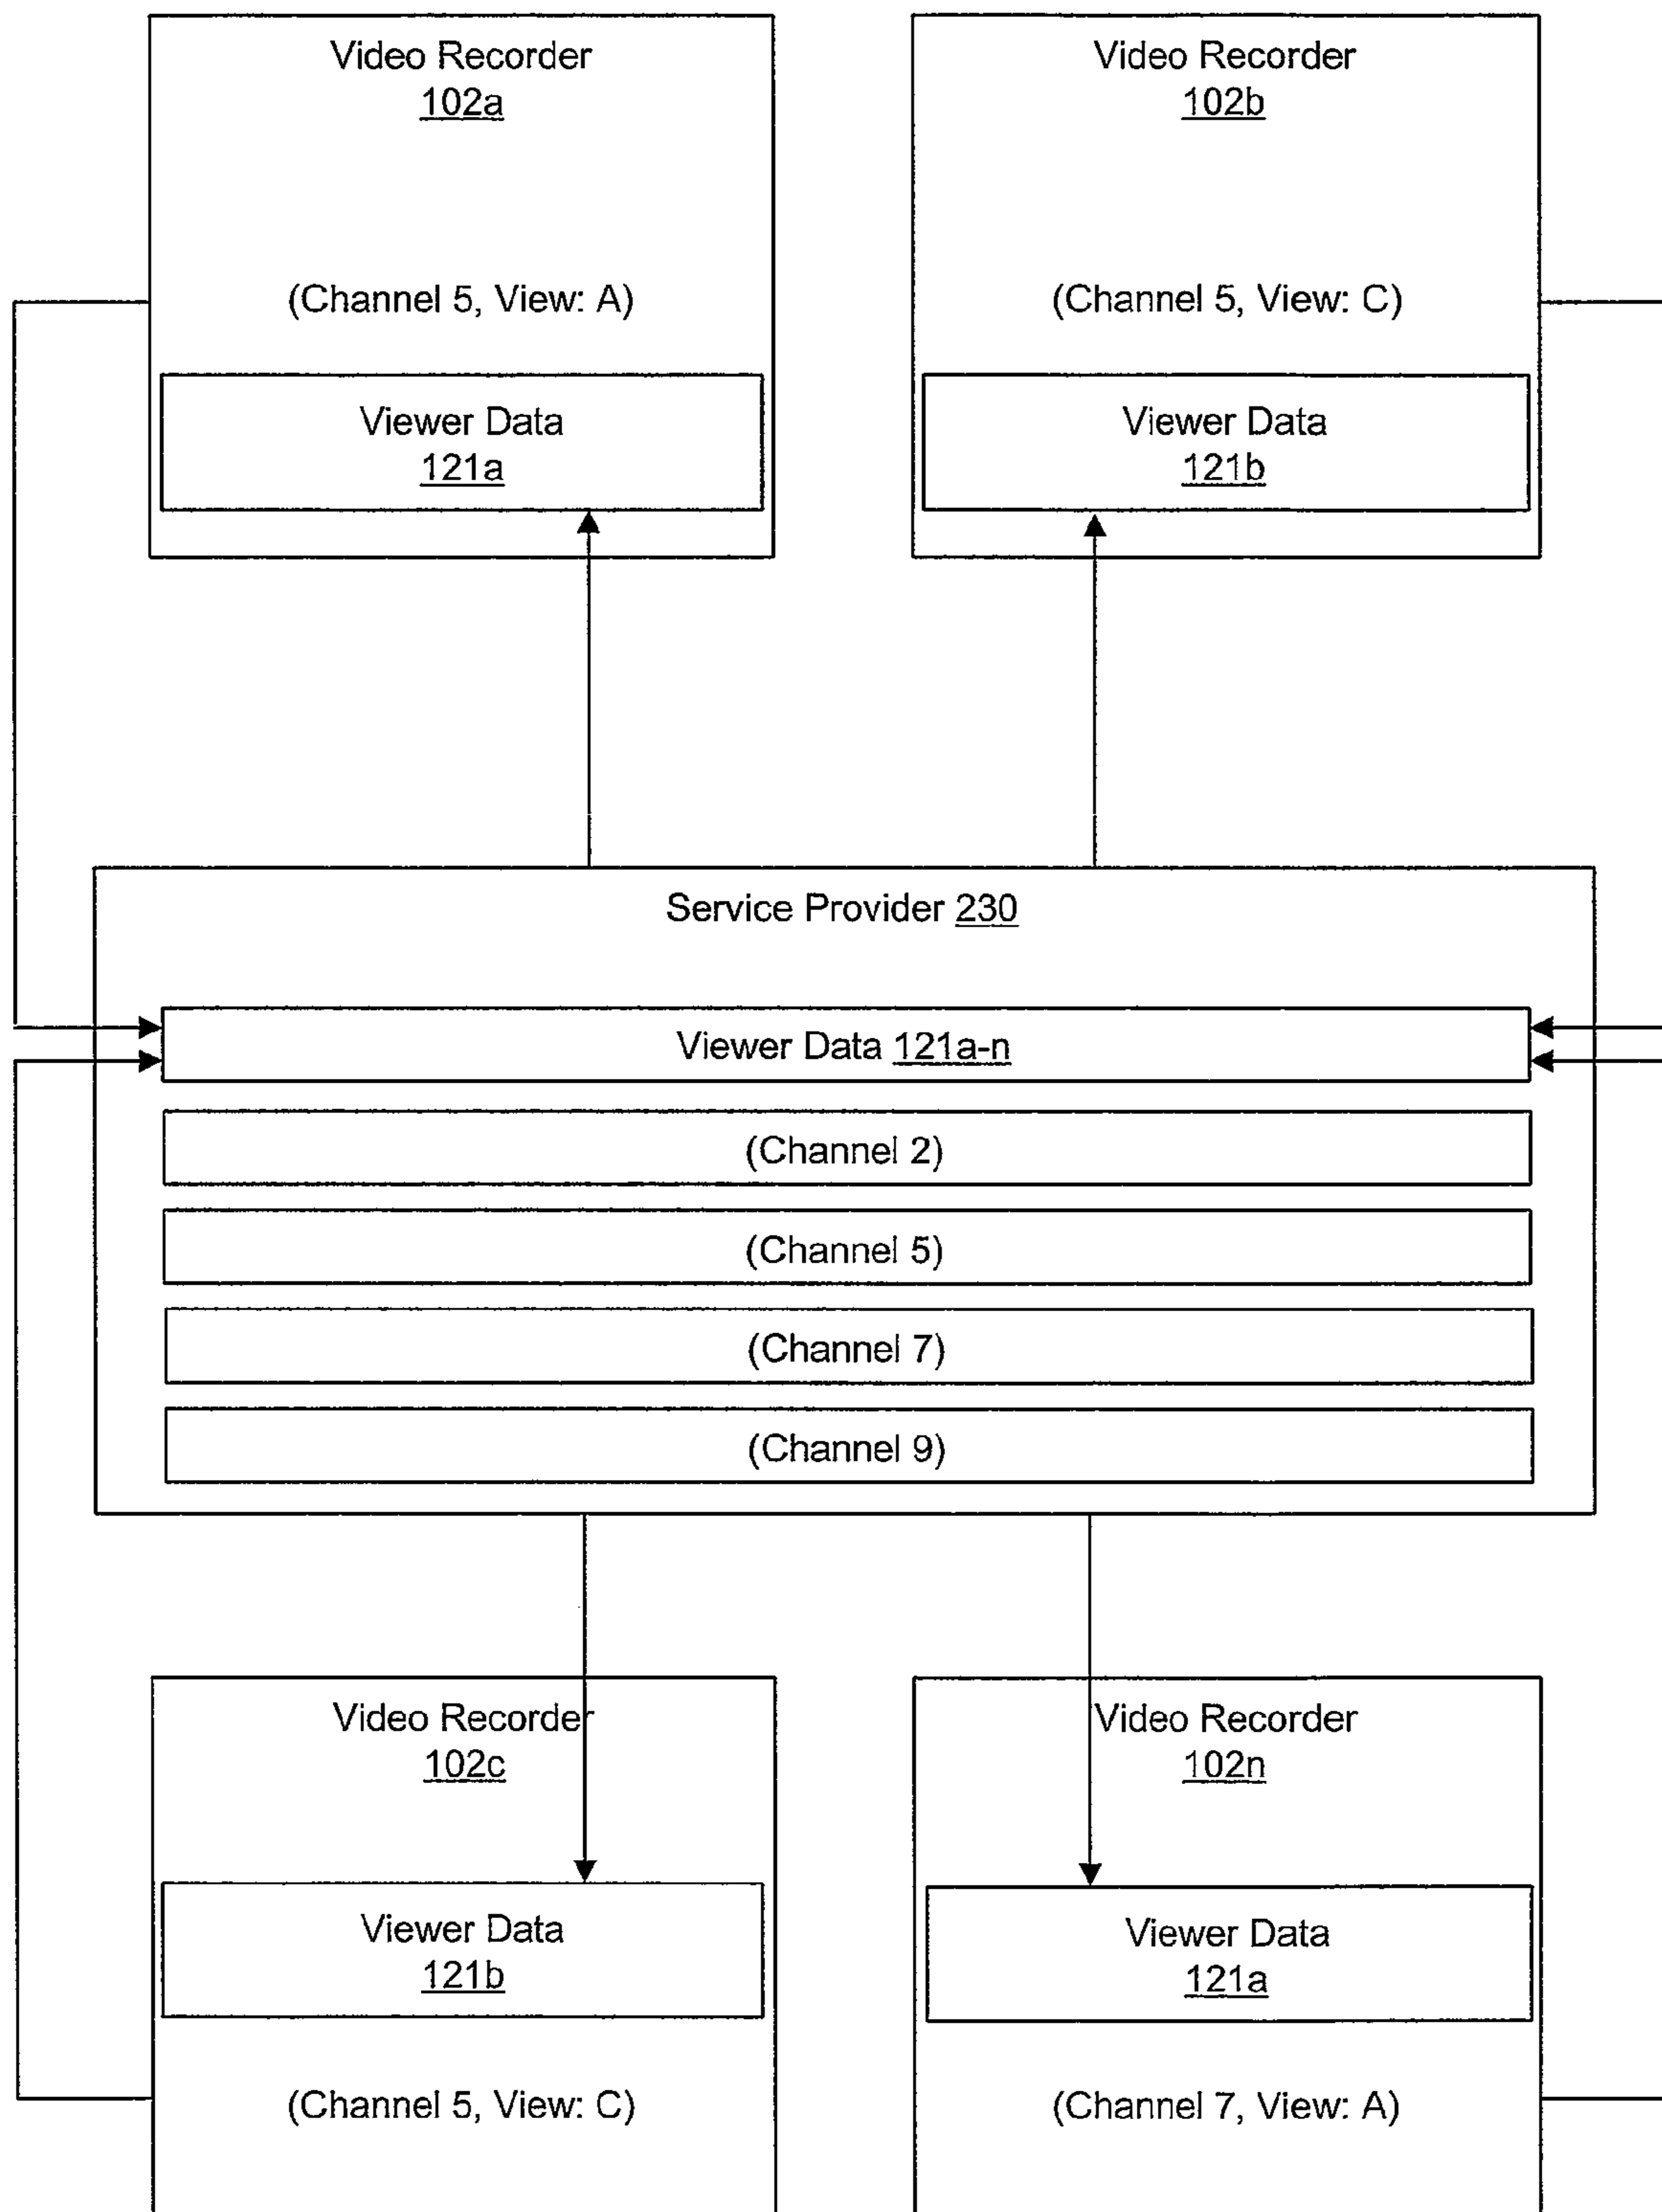 Video Recorder
102a
(Channel 5, View: A)
Viewer Data
121a
Video Recorder
102b
(Channel 5, View: C)
Viewer Data
121b
Service Provider 230
Viewer Data 121a-n
(Channel 2)
(Channel 5)
(Channel 7)
(Channel 9)
Video Recorder
102c
Viewer Data
121b
(Channel 5, View: C)
Video Recorder
102n
Viewer Data
121a
(Channel 7, View: A)